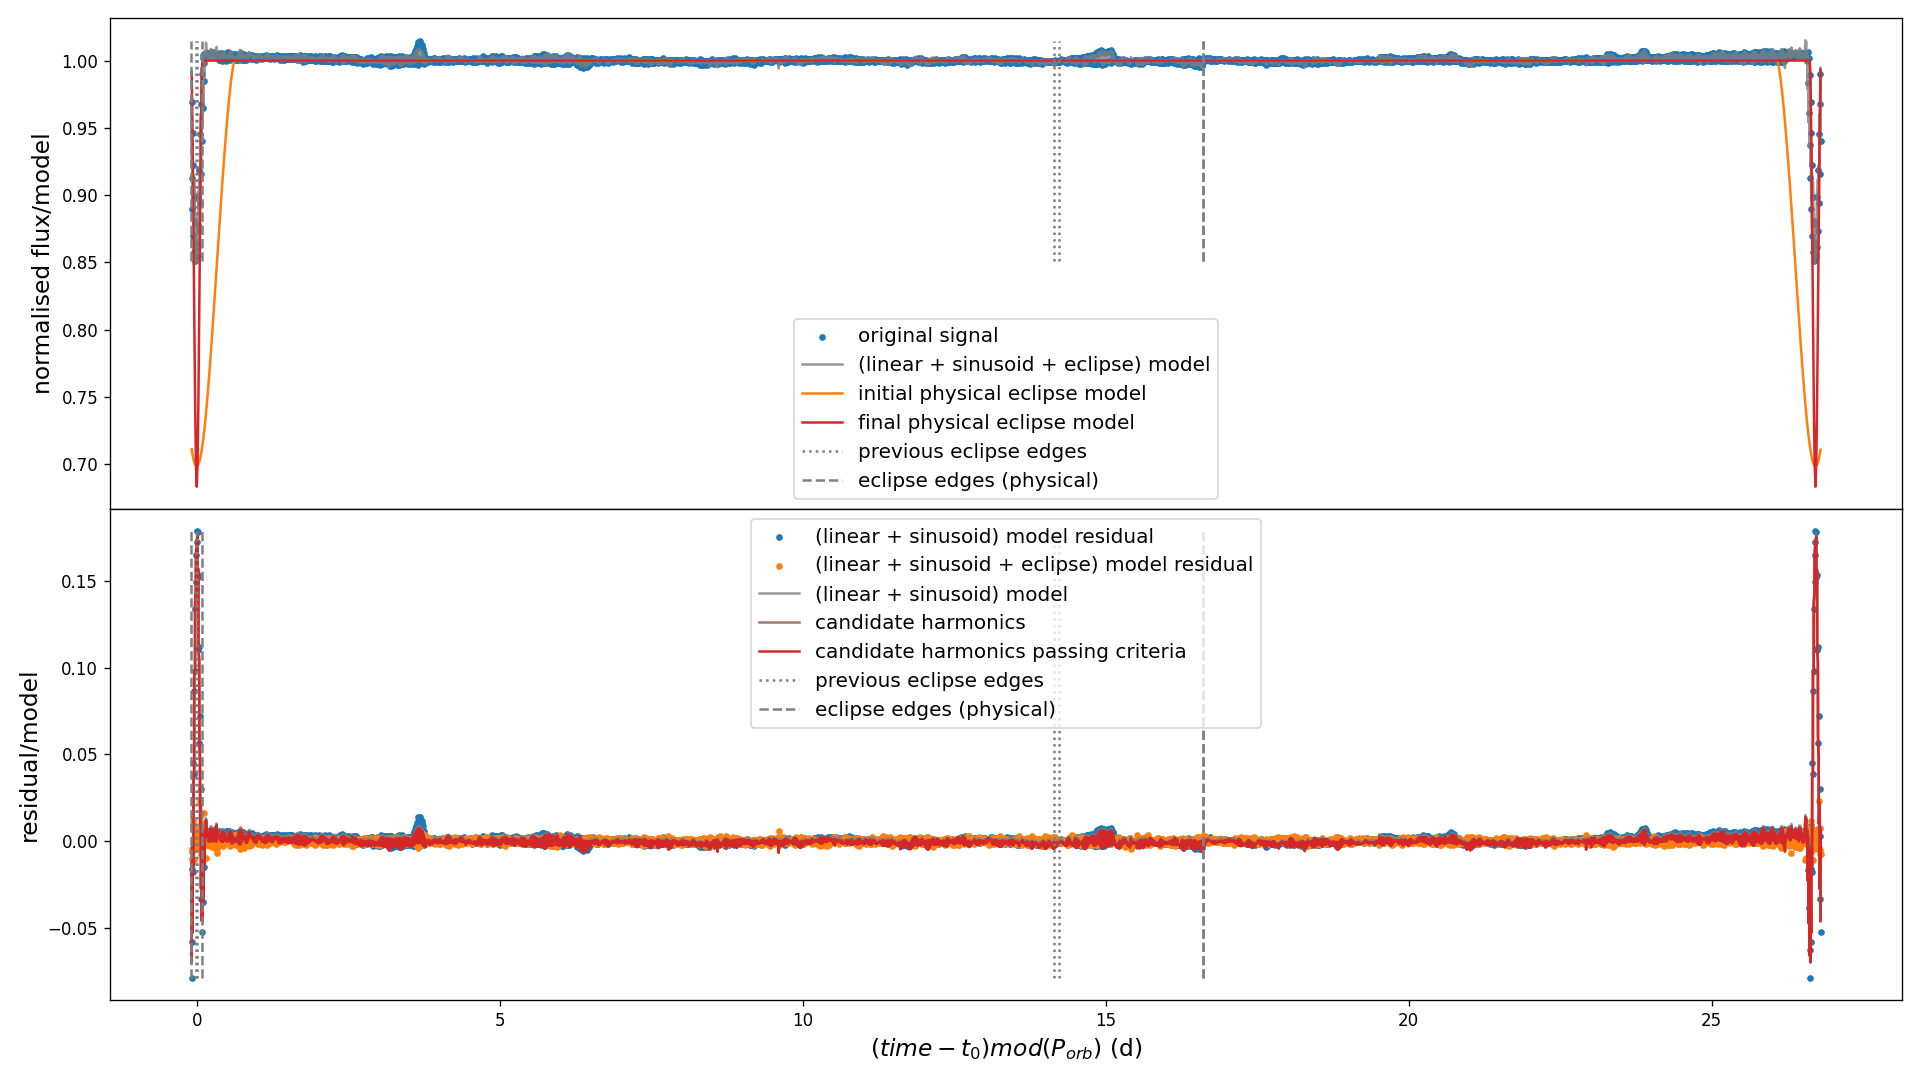 1.00
0.95
0.90
0.85
0.80
0.75
0.70
normalised flux/model
original signal
(linear + sinusoid + eclipse) model
initial physical eclipse model
final physical eclipse model
previous eclipse edges
eclipse edges (physical)
0.15
0.10
0.05
0.00
−0.05
residual/model
(linear + sinusoid) model residual
(linear + sinusoid + eclipse) model residual
(linear + sinusoid) model
candidate harmonics
candidate harmonics passing criteria
previous eclipse edges
eclipse edges (physical)
0 5 10 15 20 25
(time − t₀)mod(Pₒᵣb) (d)